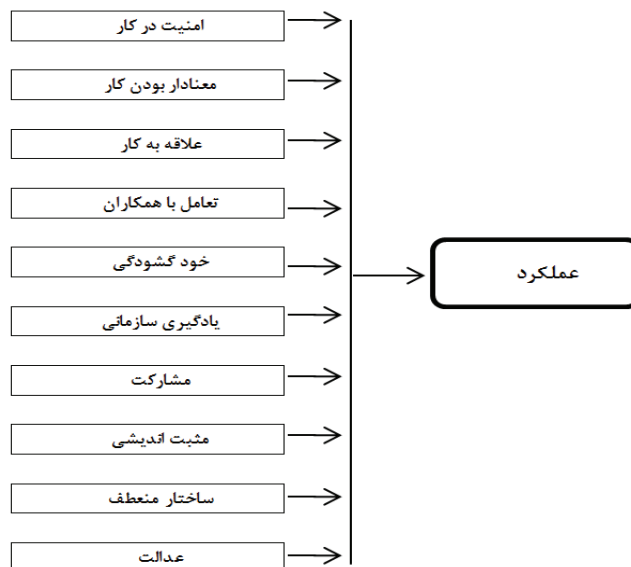 امنیت در کار
معنادار بودن کار
علاقه به کار
تعامل با همکاران
خود گشودگی
یادگیری سازمانی
مشارکت
مثبت اندیشی
ساختار منعطف
عدالت
عملکرد